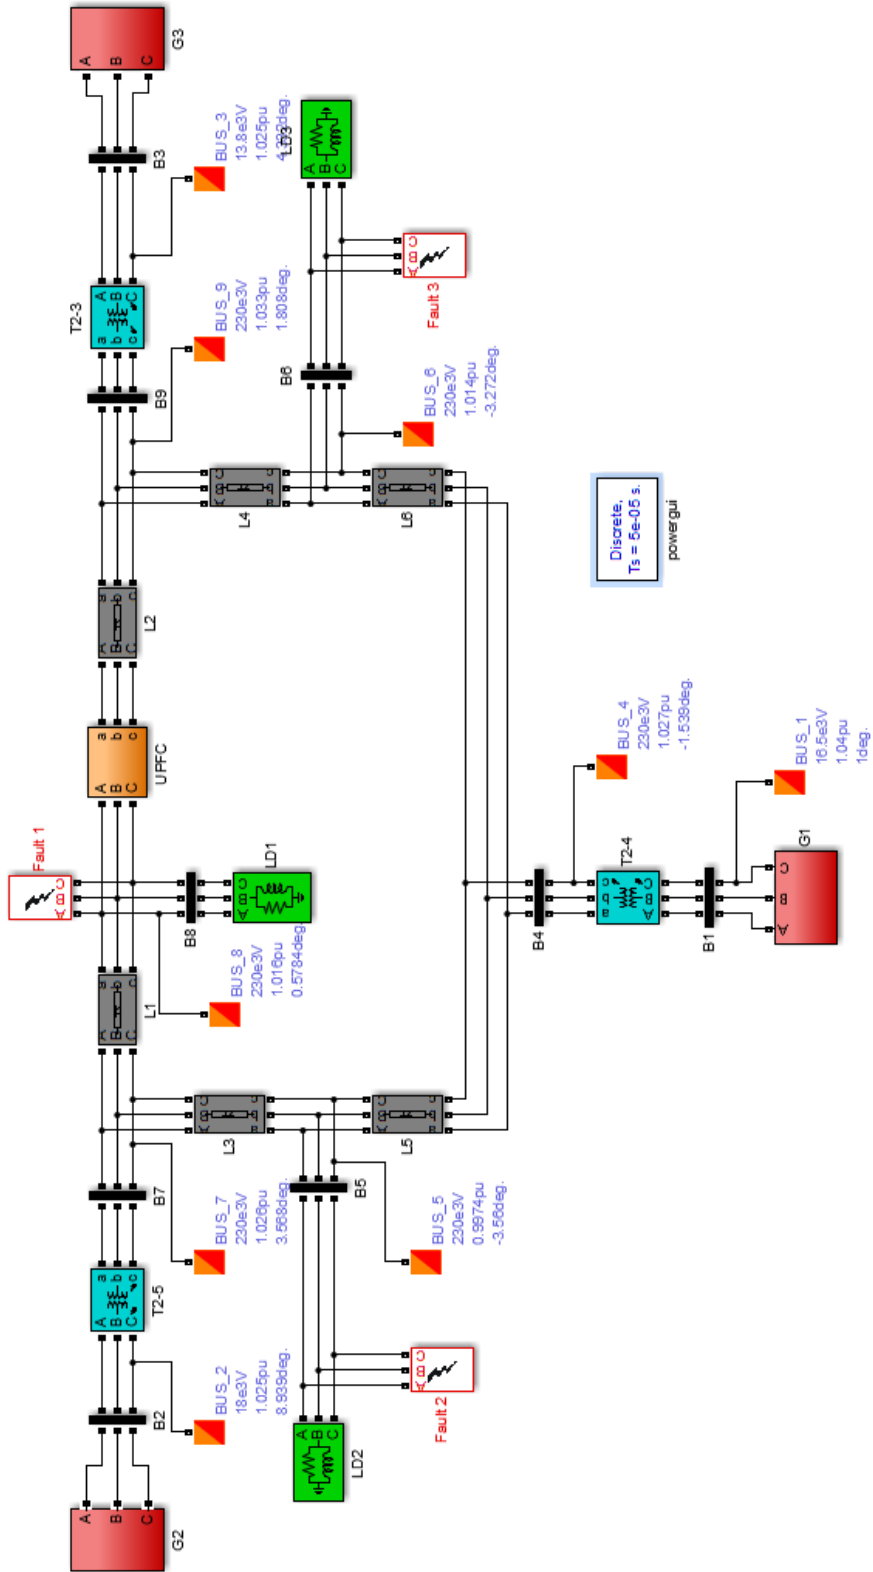 Fault 1
A B C
G2
A
B
C
B2
T2-5
A a
B b
C c
B7
L1
A a
B b
C c
UPFC
A a
B b
C c
L2
A a
B b
C c
B9
T2-3
a A
b B
c C
B3
G3
A
B
C
BUS_2
18e3V
1.025pu
8.939deg.
BUS_7
230e3V
1.026pu
3.568deg.
L3
B8
BUS_8
230e3V
1.016pu
0.5784deg.
A B C
LD1
L4
BUS_9
230e3V
1.033pu
1.808deg.
BUS_3
13.8e3V
1.025pu
LD2
A
B
C
B5
B6
LD3
A
B
C
L5
L6
Fault 2
A B C
BUS_5
230e3V
0.9974pu
-3.56deg.
BUS_6
230e3V
1.014pu
-3.272deg.
Fault 3
A B C
B4
BUS_4
230e3V
1.027pu
-1.539deg.
T2-4
a b c
A B C
Discrete,
Ts = 5e-05 s.
powergui
B1
BUS_1
16.5e3V
1.04pu
1deg.
G1
A B C